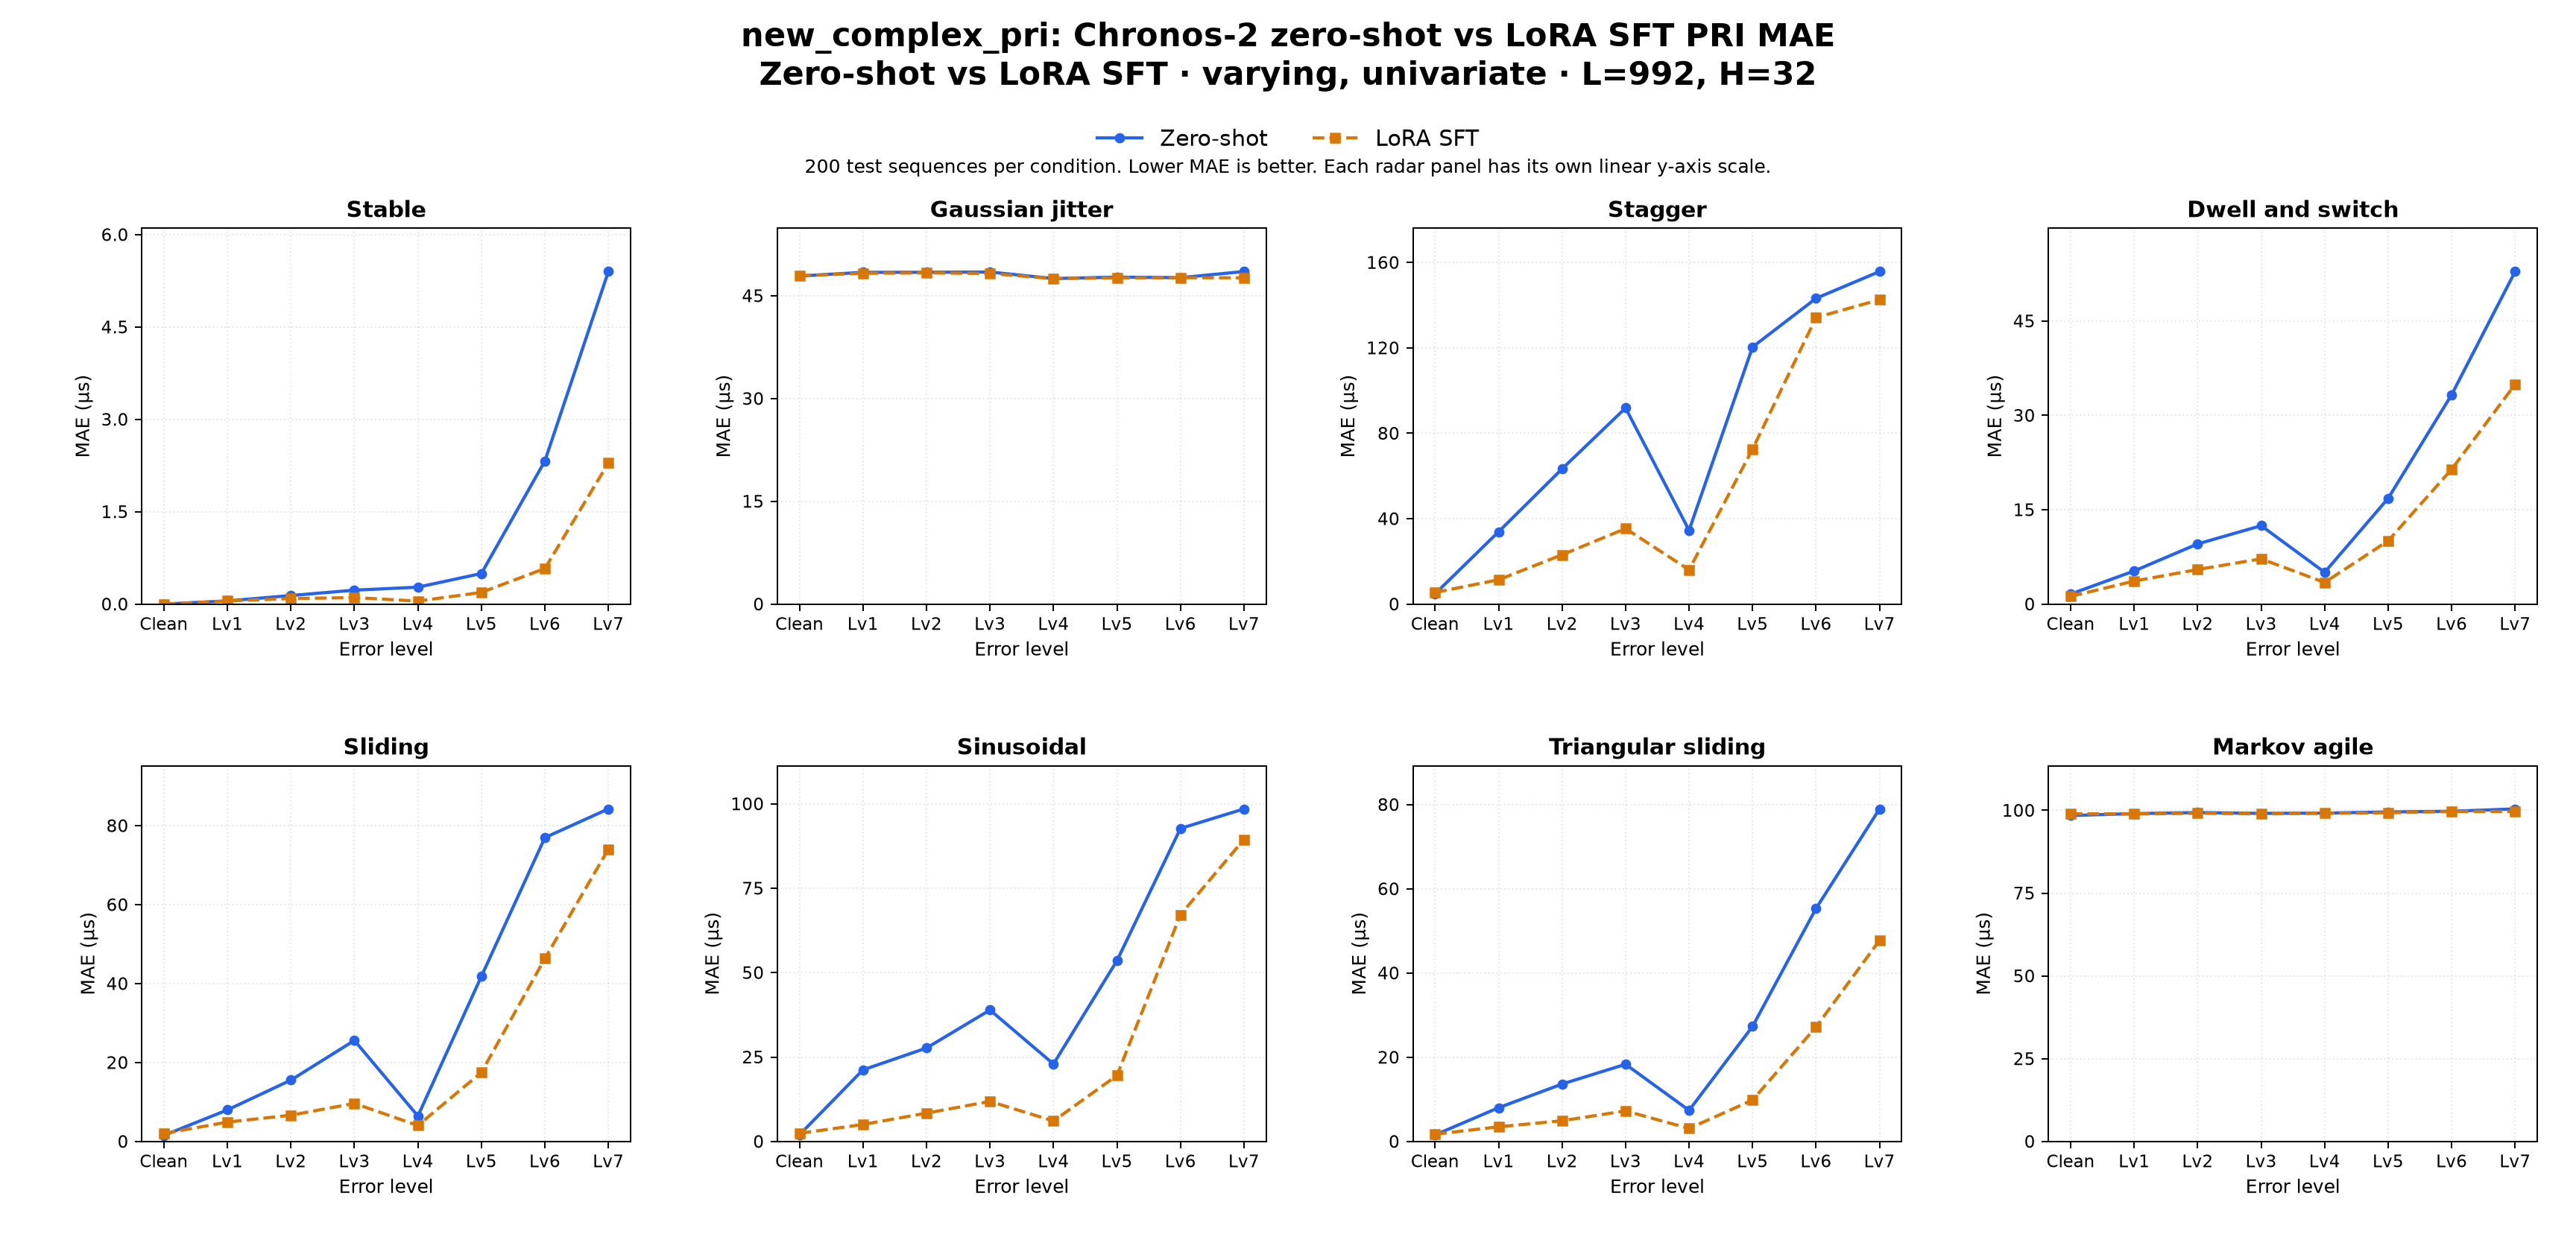 new_complex_pri: Chronos-2 zero-shot vs LoRA SFT PRI MAE
Zero-shot vs LoRA SFT · varying, univariate · L=992, H=32
Zero-shot LoRA SFT
200 test sequences per condition. Lower MAE is better. Each radar panel has its own linear y-axis scale.
Stable
6.0
4.5
3.0
1.5
0.0
MAE (μs)
Clean Lv1 Lv2 Lv3 Lv4 Lv5 Lv6 Lv7
Error level
Gaussian jitter
45
30
15
0
MAE (μs)
Clean Lv1 Lv2 Lv3 Lv4 Lv5 Lv6 Lv7
Error level
Stagger
160
120
80
40
0
MAE (μs)
Clean Lv1 Lv2 Lv3 Lv4 Lv5 Lv6 Lv7
Error level
Dwell and switch
45
30
15
0
MAE (μs)
Clean Lv1 Lv2 Lv3 Lv4 Lv5 Lv6 Lv7
Error level
Sliding
80
60
40
20
0
MAE (μs)
Clean Lv1 Lv2 Lv3 Lv4 Lv5 Lv6 Lv7
Error level
Sinusoidal
100
75
50
25
0
MAE (μs)
Clean Lv1 Lv2 Lv3 Lv4 Lv5 Lv6 Lv7
Error level
Triangular sliding
80
60
40
20
0
MAE (μs)
Clean Lv1 Lv2 Lv3 Lv4 Lv5 Lv6 Lv7
Error level
Markov agile
100
75
50
25
0
MAE (μs)
Clean Lv1 Lv2 Lv3 Lv4 Lv5 Lv6 Lv7
Error level